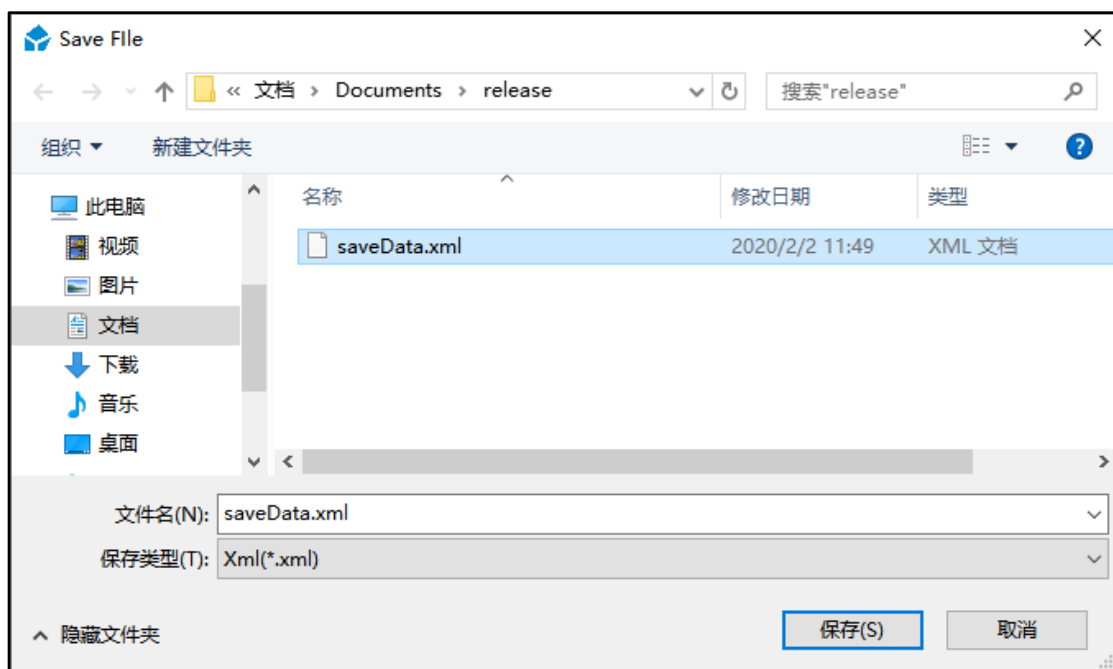 Save FIle
« 文档 › Documents › release
搜索"release"
组织 新建文件夹
?
名称 修改日期 类型
此电脑
视频
图片
文档
下载
音乐
桌面
saveData.xml 2020/2/2 11:49 XML 文档
文件名(N): saveData.xml
保存类型(T): Xml(*.xml)
隐藏文件夹
保存(S) 取消